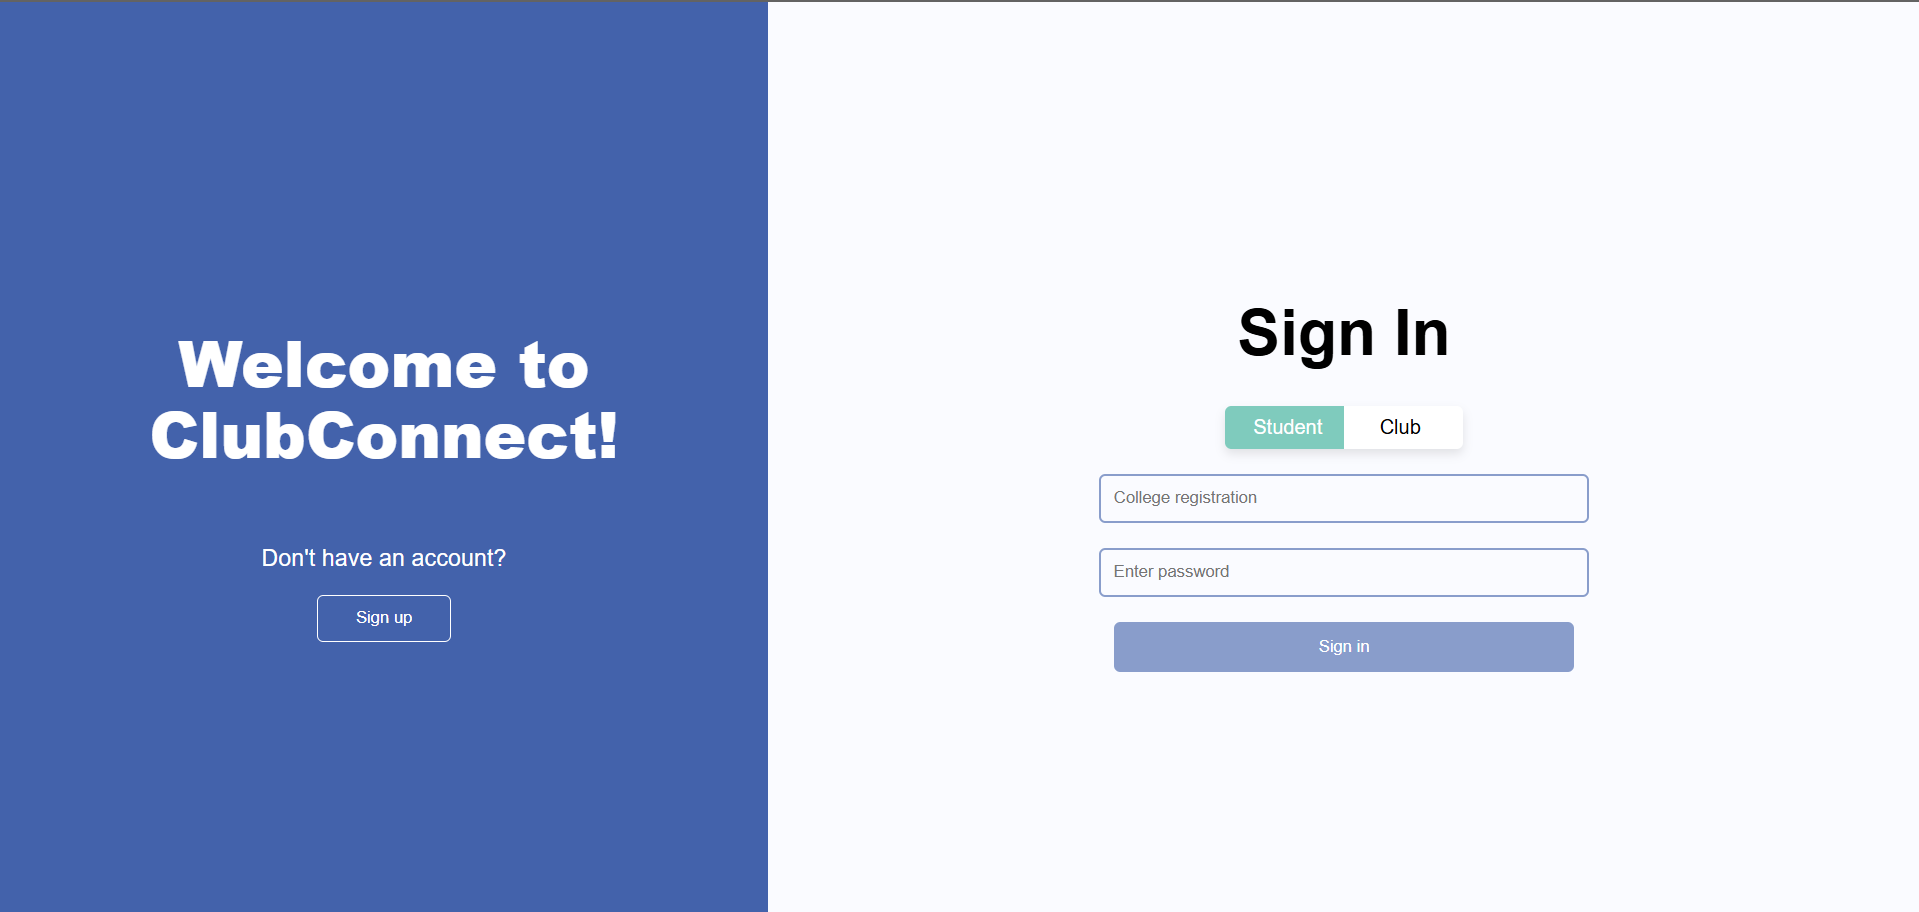 Welcome to
ClubConnect!
Don't have an account?
Sign up
Sign In
Student
Club
College registration
Enter password
Sign in